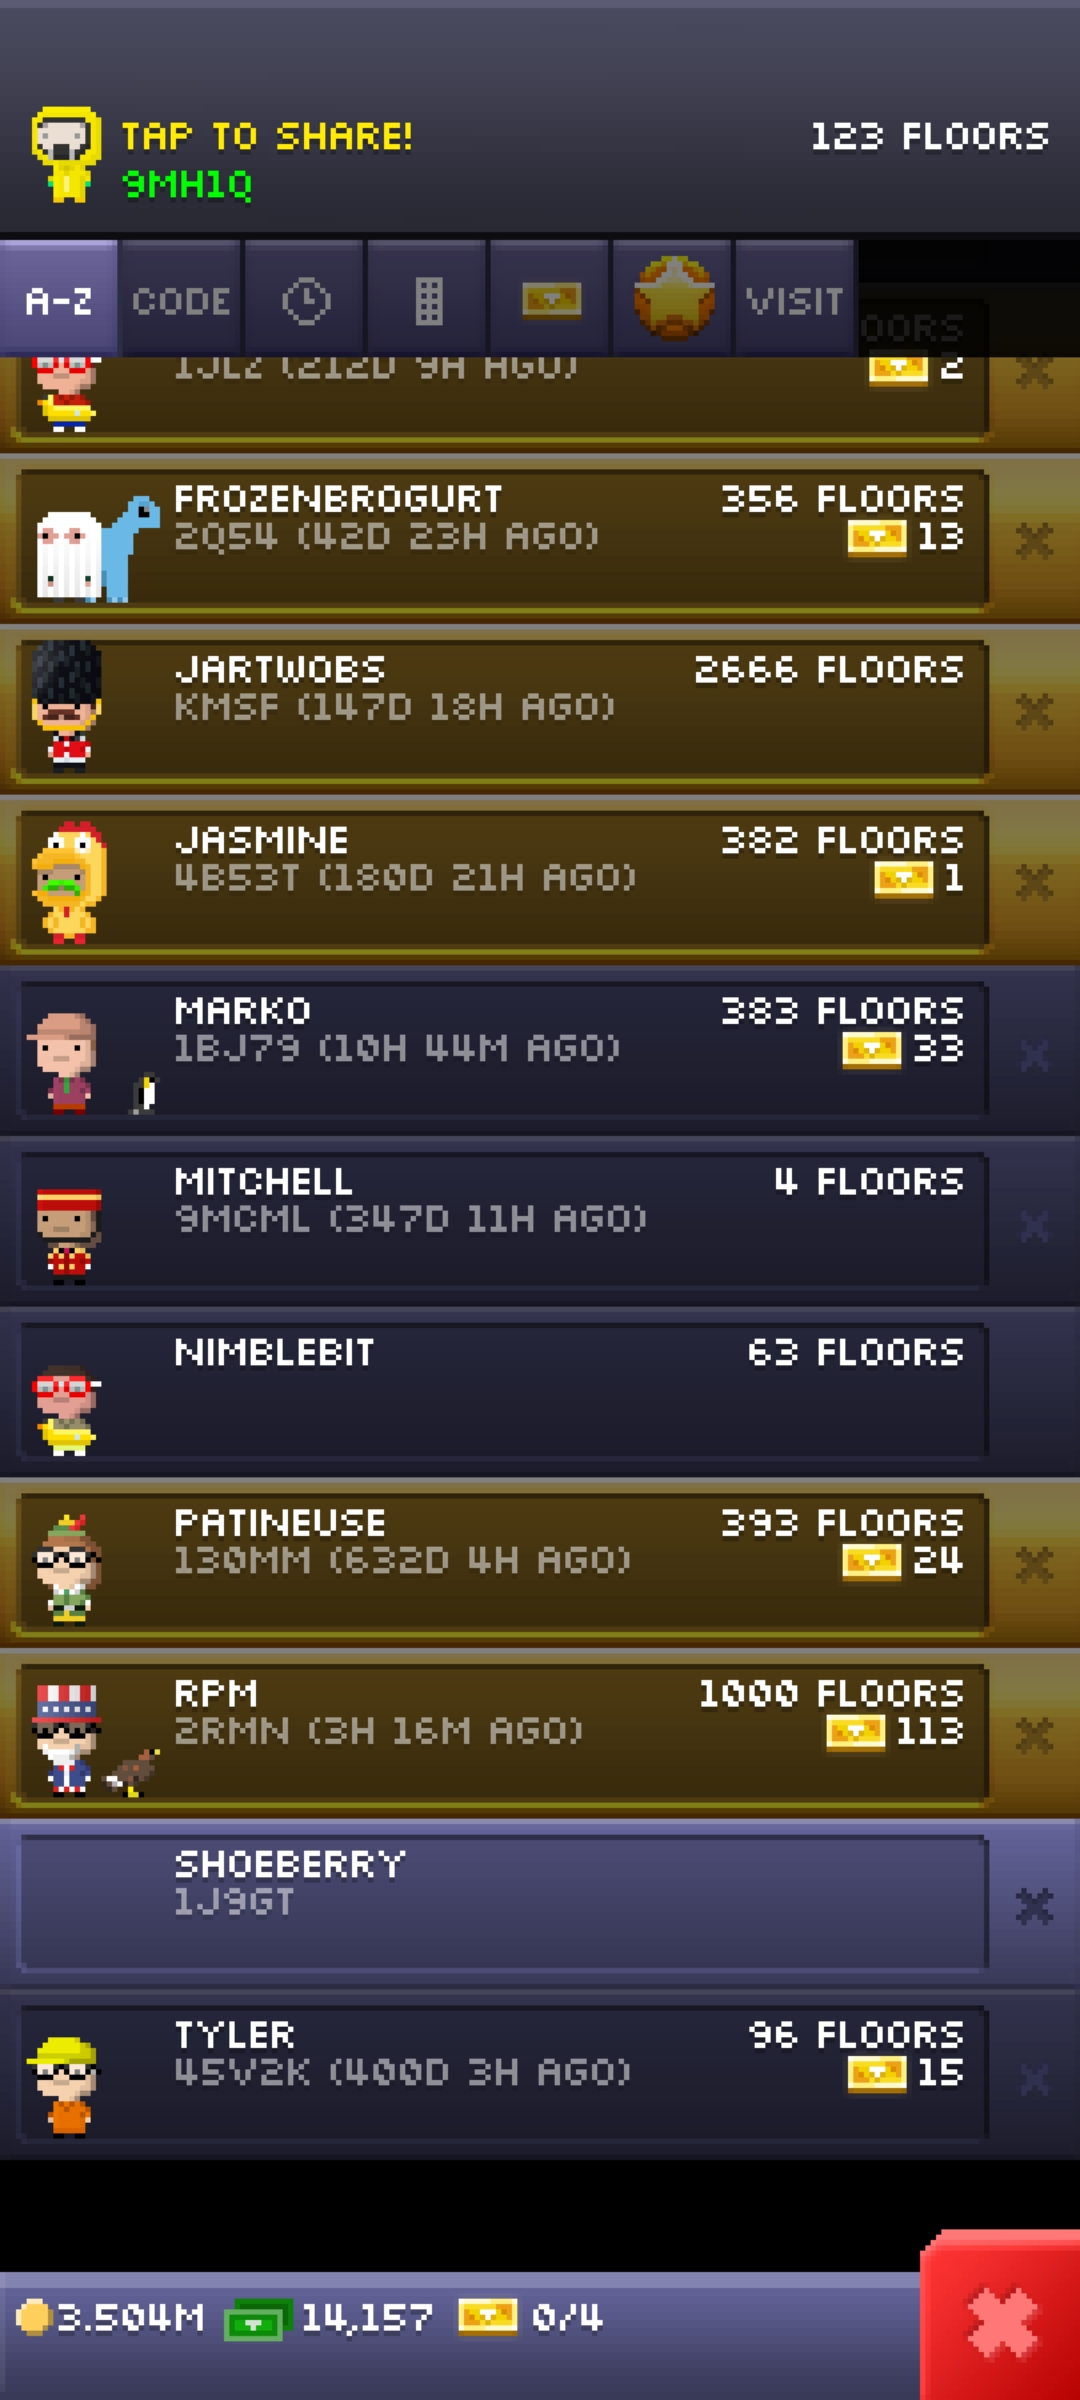 TAP TO SHARE!
123 FLOORS
9MH1Q
A-Z CODE VISIT
1JL2 (212D 9H AGO) 2
FROZENBROGURT 356 FLOORS
2Q54 (42D 23H AGO) 13
JARTWOBS 2666 FLOORS
KMSF (147D 18H AGO)
JASMINE 382 FLOORS
4B53T (180D 21H AGO) 1
MARKO 383 FLOORS
1BJ79 (10H 44M AGO) 33
MITCHELL 4 FLOORS
9MCML (347D 11H AGO)
NIMBLEBIT 63 FLOORS
PATINEUSE 393 FLOORS
130MM (632D 4H AGO) 24
RPM 1000 FLOORS
2RMN (3H 16M AGO) 113
SHOEBERRY
1J9GT
TYLER 96 FLOORS
45V2K (400D 3H AGO) 15
3.504M 14,157 0/4